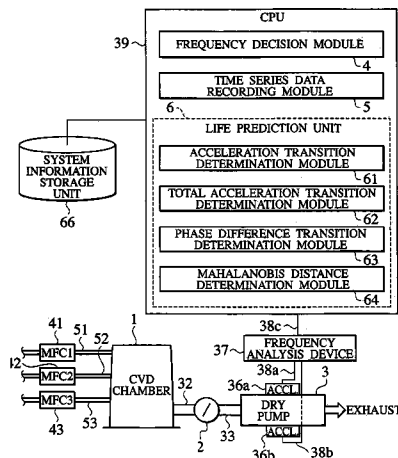 CPU
39
FREQUENCY DECISION MODULE
4
TIME SERIES DATA
RECORDING MODULE
5
6
LIFE PREDICTION UNIT
ACCELERATION TRANSITION
DETERMINATION MODULE
61
TOTAL ACCELERATION TRANSITION
DETERMINATION MODULE
62
PHASE DIFFERENCE TRANSITION
DETERMINATION MODULE
63
MAHALANOBIS DISTANCE
DETERMINATION MODULE
64
SYSTEM
INFORMATION
STORAGE
UNIT
66
38c
37
FREQUENCY
ANALYSIS DEVICE
38a
36a
ACCL.
3
DRY
PUMP
EXHAUST
ACCL.
36b
38b
41
51
1
MFC1
42
52
MFC2
CVD
CHAMBER
MFC3
43
53
32
2
33